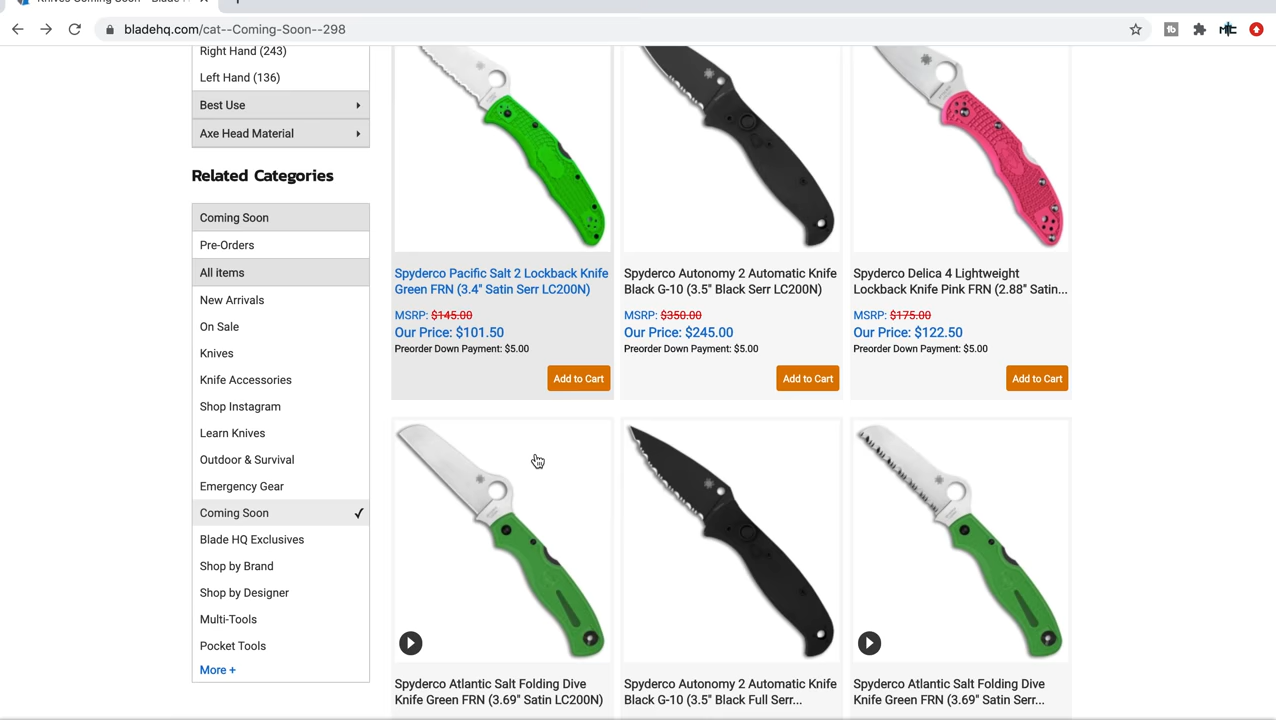 bladehq.com/cat--Coming-Soon--298
Right Hand (243)
Left Hand (136)
Best Use
Axe Head Material
Related Categories
Coming Soon
Pre-Orders
All items
New Arrivals
On Sale
Knives
Knife Accessories
Shop Instagram
Learn Knives
Outdoor & Survival
Emergency Gear
Coming Soon
Blade HQ Exclusives
Shop by Brand
Shop by Designer
Multi-Tools
Pocket Tools
More +
Spyderco Pacific Salt 2 Lockback Knife
Green FRN (3.4" Satin Serr LC200N)
MSRP: $145.00
Our Price: $101.50
Preorder Down Payment: $5.00
Add to Cart
Spyderco Autonomy 2 Automatic Knife
Black G-10 (3.5" Black Serr LC200N)
MSRP: $350.00
Our Price: $245.00
Preorder Down Payment: $5.00
Add to Cart
Spyderco Delica 4 Lightweight
Lockback Knife Pink FRN (2.88" Satin...
MSRP: $175.00
Our Price: $122.50
Preorder Down Payment: $5.00
Add to Cart
Spyderco Atlantic Salt Folding Dive
Knife Green FRN (3.69" Satin LC200N)
Spyderco Autonomy 2 Automatic Knife
Black G-10 (3.5" Black Full Serr...
Spyderco Atlantic Salt Folding Dive
Knife Green FRN (3.69" Satin Serr...